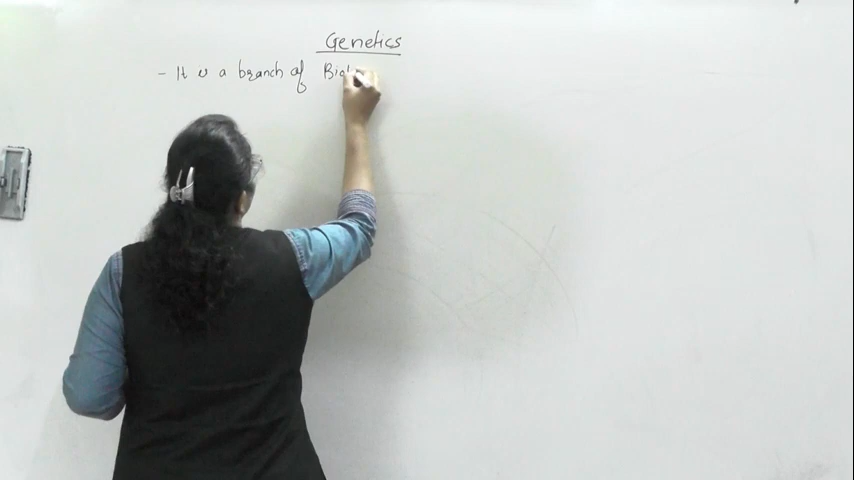 Genetics
- It is a branch of Biol